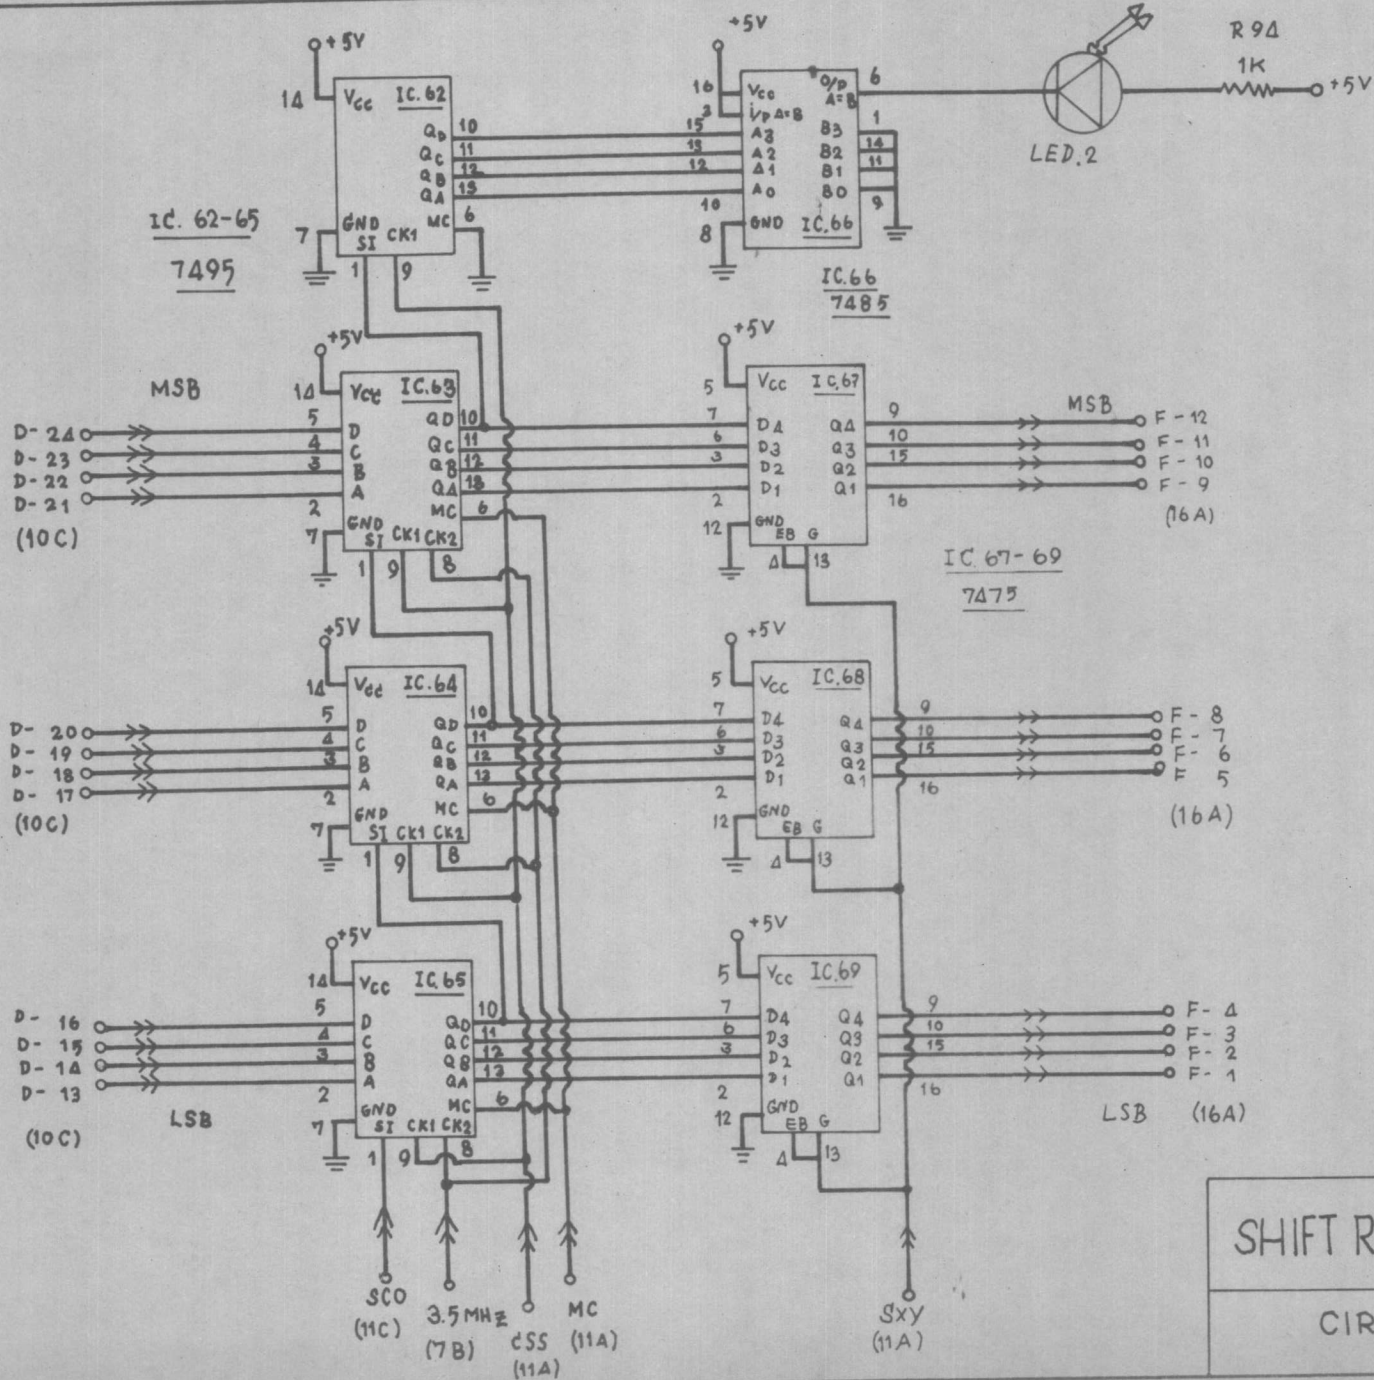 +5V
14
Vcc
IC.62
QD 10
QC 11
QB 12
QA 13
MC 6
7
GND
SI
CK1
1
9
IC. 62-65
7495
+5V
16
Vcc
3
i/p A=B
O/P
A=B
6
15
A3
13
A2
12
A1
10
A0
B3
1
B2
14
B1
11
B0
9
8
GND
IC.66
IC.66
7485
LED.2
R94
1K
+5V
MSB
+5V
14
Vcc
IC.63
D-24
D-23
D-22
D-21
(10C)
5
4
3
2
D
C
B
A
QD 10
QC 11
QB 12
QA 13
MC 6
7
GND
SI
CK1
CK2
1
9
8
+5V
5
Vcc
IC.67
7
D4
6
D3
3
D2
2
D1
Q4
9
Q3
10
Q2
15
Q1
16
12
GND
EB
G
4
13
MSB
F-12
F-11
F-10
F-9
(16A)
IC. 67-69
7475
+5V
14
Vcc
IC.64
D-20
D-19
D-18
D-17
(10C)
5
4
3
2
D
C
B
A
QD 10
QC 11
QB 12
QA 13
MC 6
7
GND
SI
CK1
CK2
1
9
8
+5V
5
Vcc
IC.68
7
D4
6
D3
3
D2
2
D1
Q4
9
Q3
10
Q2
15
Q1
16
12
GND
EB
G
4
13
F-8
F-7
F-6
F 5
(16A)
+5V
14
Vcc
IC.65
D-16
D-15
D-14
D-13
(10C)
LSB
5
4
3
2
D
C
B
A
QD 10
QC 11
QB 12
QA 13
MC 6
7
GND
SI
CK1
CK2
1
9
8
+5V
5
Vcc
IC.69
7
D4
6
D3
3
D2
2
D1
Q4
9
Q3
10
Q2
15
Q1
16
12
GND
EB
G
4
13
F-4
F-3
F-2
F-1
LSB
(16A)
SCO
(11C)
3.5MHz
(7B)
CSS
(11A)
MC
(11A)
SXY
(11A)
SHIFT R
CIR